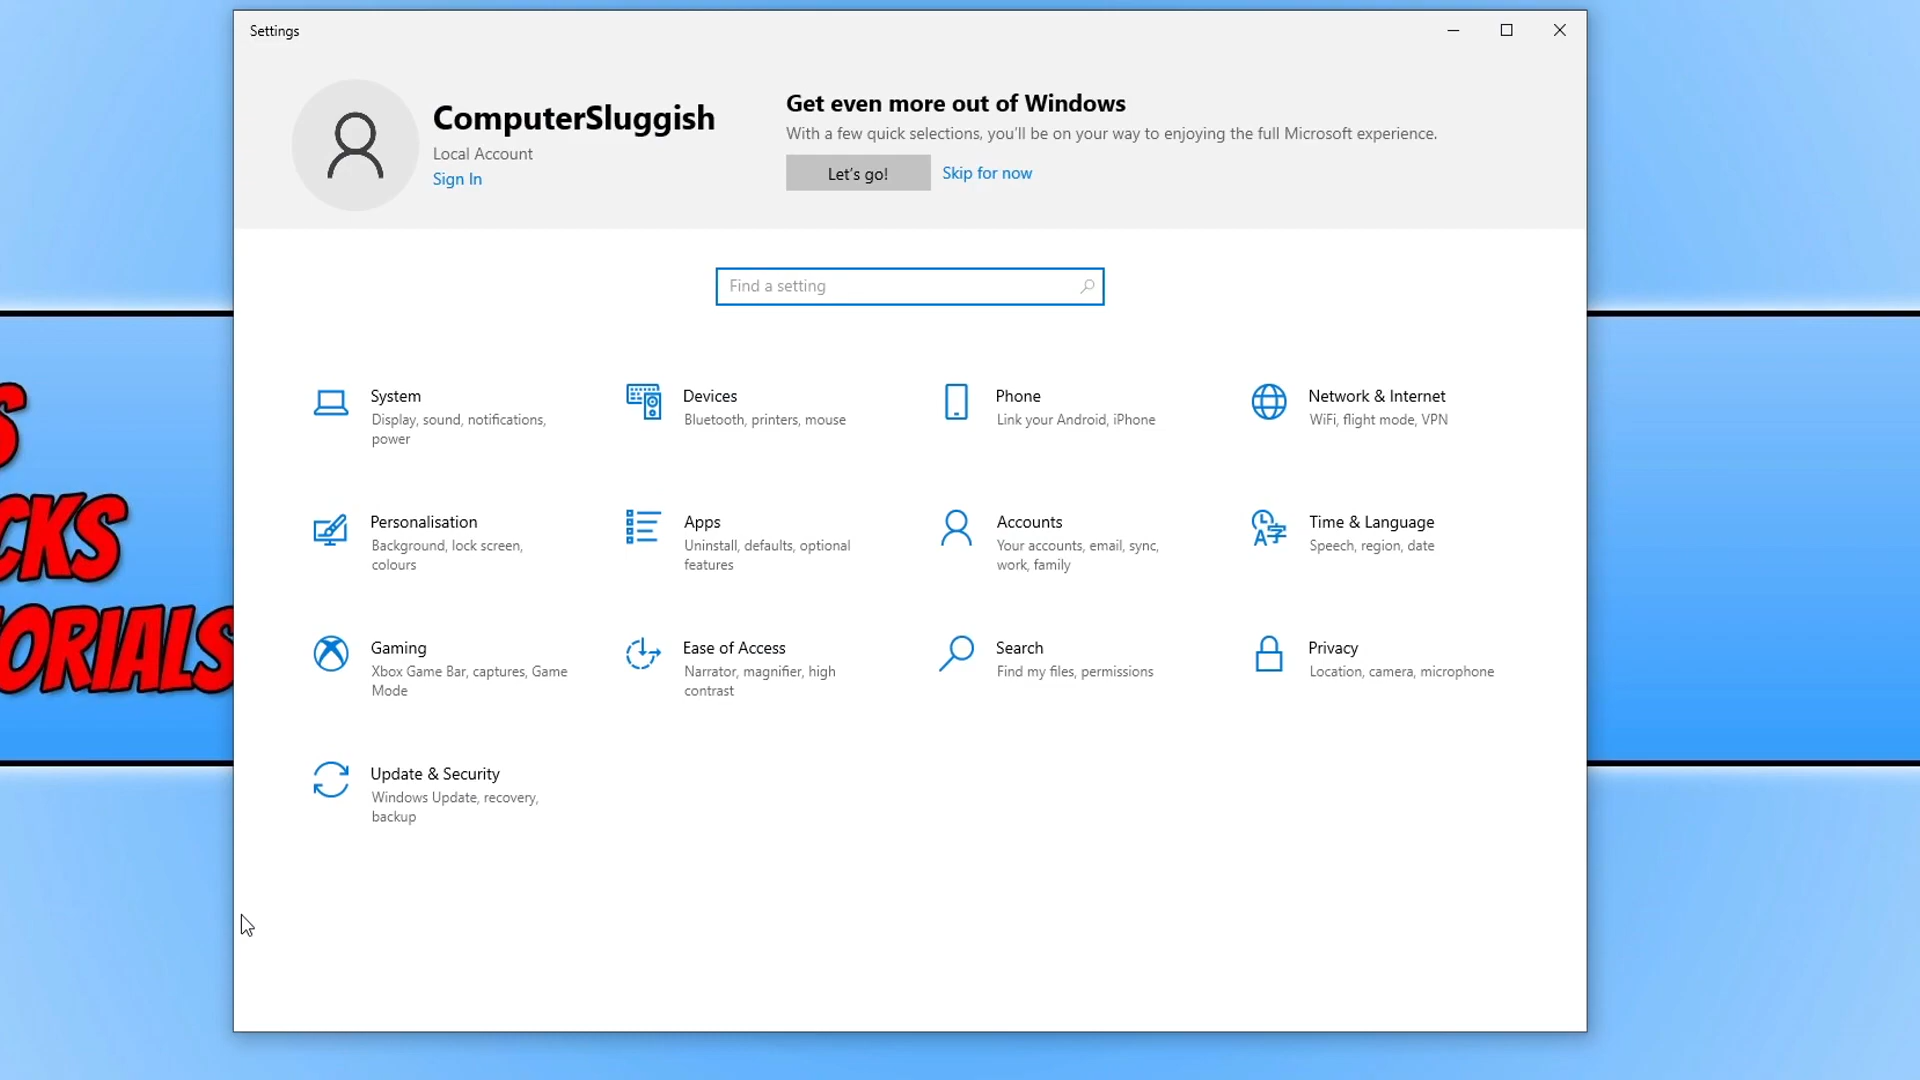 Settings
ComputerSluggish
Local Account
Sign In
Get even more out of Windows
With a few quick selections, you'll be on your way to enjoying the full Microsoft experience.
Let's go!
Skip for now
Find a setting
System
Display, sound, notifications,
power
Devices
Bluetooth, printers, mouse
Phone
Link your Android, iPhone
Network & Internet
WiFi, flight mode, VPN
Personalisation
Background, lock screen,
colours
Apps
Uninstall, defaults, optional
features
Accounts
Your accounts, email, sync,
work, family
Time & Language
Speech, region, date
Gaming
Xbox Game Bar, captures, Game
Mode
Ease of Access
Narrator, magnifier, high
contrast
Search
Find my files, permissions
Privacy
Location, camera, microphone
Update & Security
Windows Update, recovery,
backup
S
CKS
ORIALS